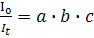 I₀/Iₜ = a · b · c